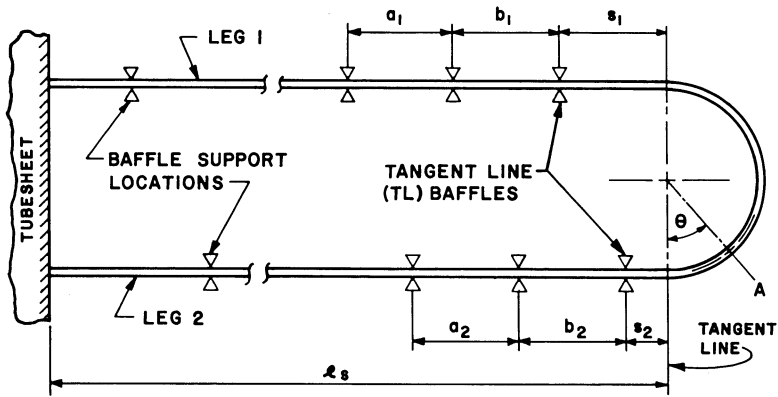 a₁ b₁ s₁
LEG 1
TUBESHEET
BAFFLE SUPPORT
LOCATIONS
TANGENT LINE
(TL) BAFFLES
θ
A
LEG 2
a₂ b₂ s₂
TANGENT
LINE
ℓs